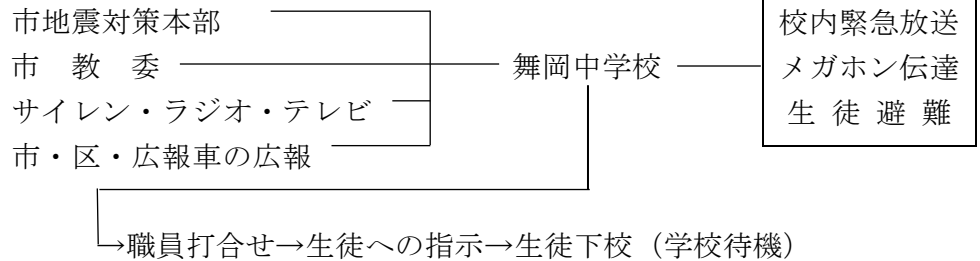 市地震対策本部
市　教　委
サイレン・ラジオ・テレビ
市・区・広報車の広報
舞岡中学校
校内緊急放送
メガホン伝達
生 徒 避 難
→職員打合せ→生徒への指示→生徒下校（学校待機）